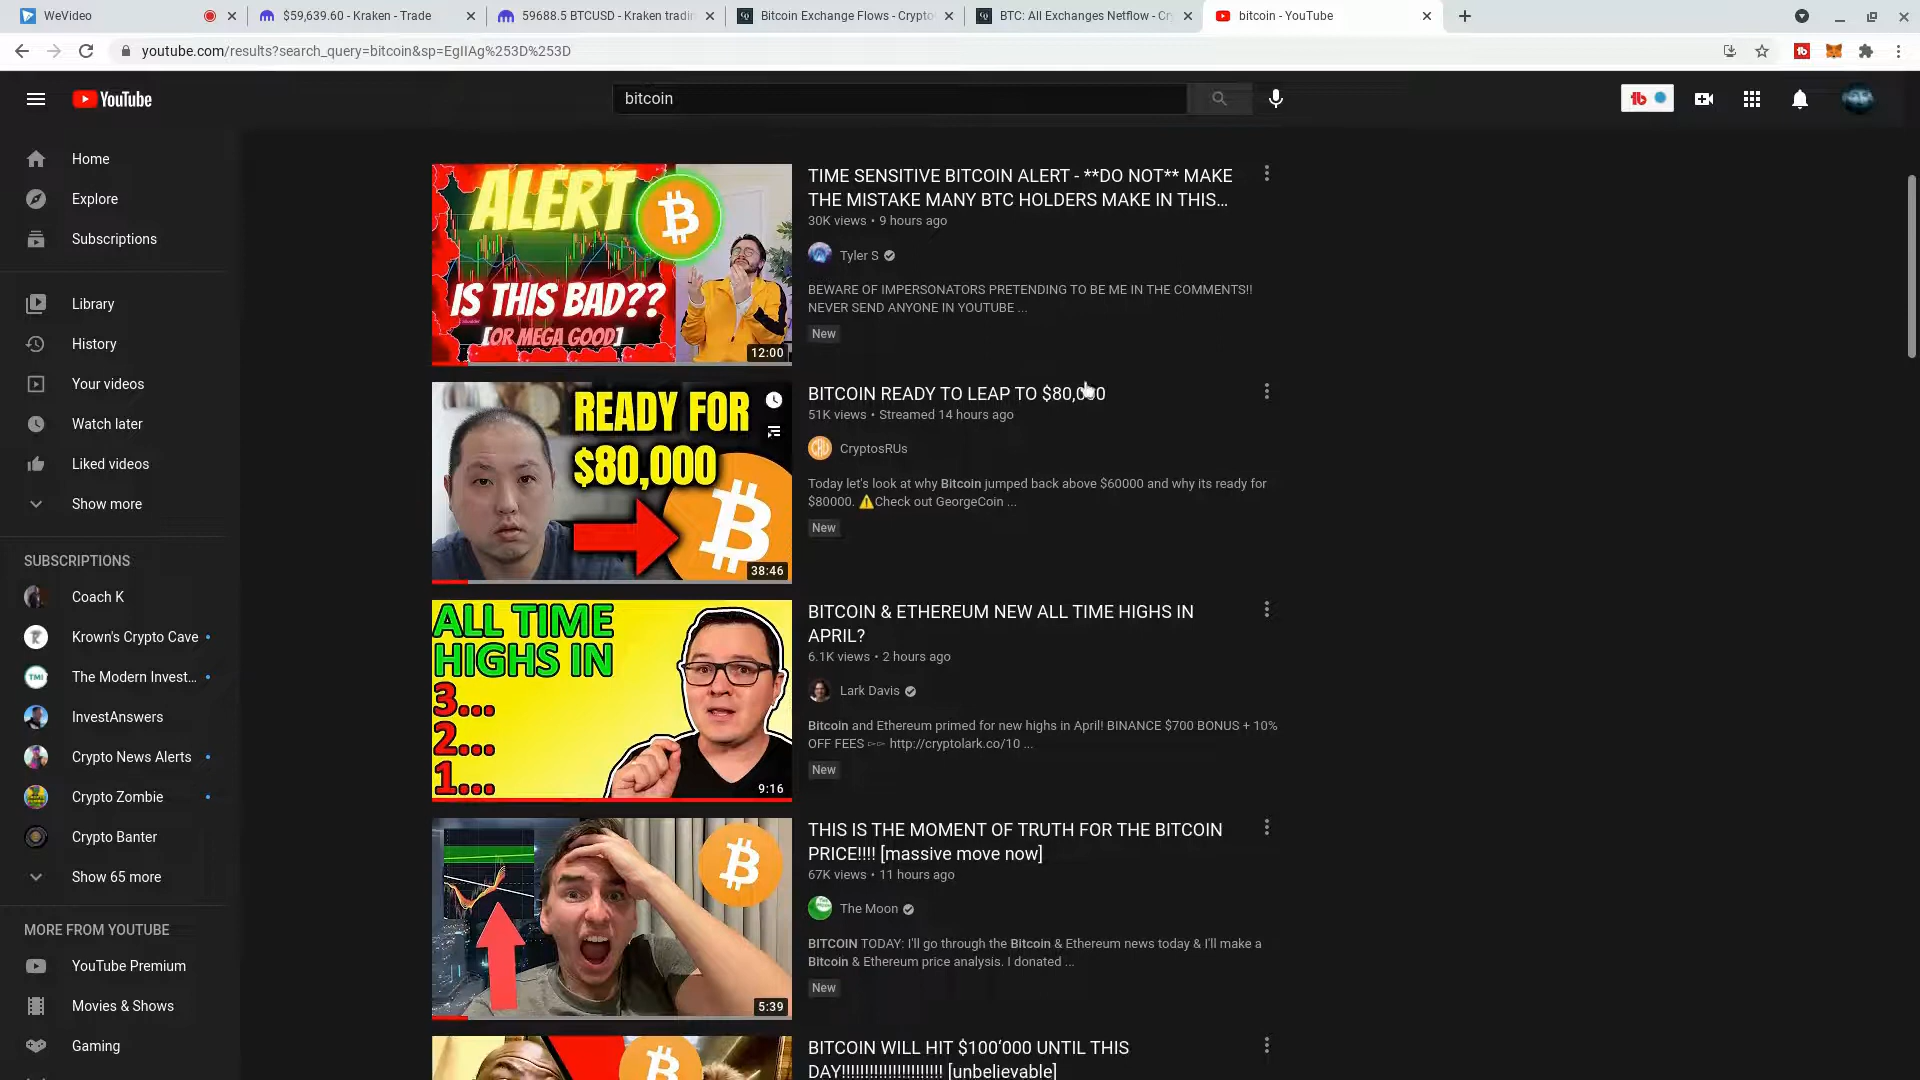 WeVideo
$59,639.60 - Kraken - Trade
59688.5 BTCUSD - Kraken tradin
Bitcoin Exchange Flows - Crypto
BTC: All Exchanges Netflow - Cr
bitcoin - YouTube
youtube.com/results?search_query=bitcoin&sp=EgIIAg%253D%253D
YouTube
bitcoin
Home
Explore
Subscriptions
Library
History
Your videos
Watch later
Liked videos
Show more
SUBSCRIPTIONS
Coach K
Krown's Crypto Cave
The Modern Invest...
InvestAnswers
Crypto News Alerts
Crypto Zombie
Crypto Banter
Show 65 more
MORE FROM YOUTUBE
YouTube Premium
Movies & Shows
Gaming
ALERT
IS THIS BAD??
[OR MEGA GOOD]
12:00
TIME SENSITIVE BITCOIN ALERT - **DO NOT** MAKE
THE MISTAKE MANY BTC HOLDERS MAKE IN THIS...
30K views • 9 hours ago
Tyler S
BEWARE OF IMPERSONATORS PRETENDING TO BE ME IN THE COMMENTS!!
NEVER SEND ANYONE IN YOUTUBE ...
New
READY FOR
$80,000
38:46
BITCOIN READY TO LEAP TO $80,000
51K views • Streamed 14 hours ago
CryptosRUs
Today let's look at why Bitcoin jumped back above $60000 and why its ready for
$80000. ⚠️Check out GeorgeCoin ...
New
ALL TIME
HIGHS IN
3...
2...
1...
9:16
BITCOIN & ETHEREUM NEW ALL TIME HIGHS IN
APRIL?
6.1K views • 2 hours ago
Lark Davis
Bitcoin and Ethereum primed for new highs in April! BINANCE $700 BONUS + 10%
OFF FEES ▻▻ http://cryptolark.co/10 ...
New
5:39
THIS IS THE MOMENT OF TRUTH FOR THE BITCOIN
PRICE!!!! [massive move now]
67K views • 11 hours ago
The Moon
BITCOIN TODAY: I'll go through the Bitcoin & Ethereum news today & I'll make a
Bitcoin & Ethereum price analysis. I donated ...
New
BITCOIN WILL HIT $100'000 UNTIL THIS
DAY!!!!!!!!!!!!!!!!!!!!!! [unbelievable]